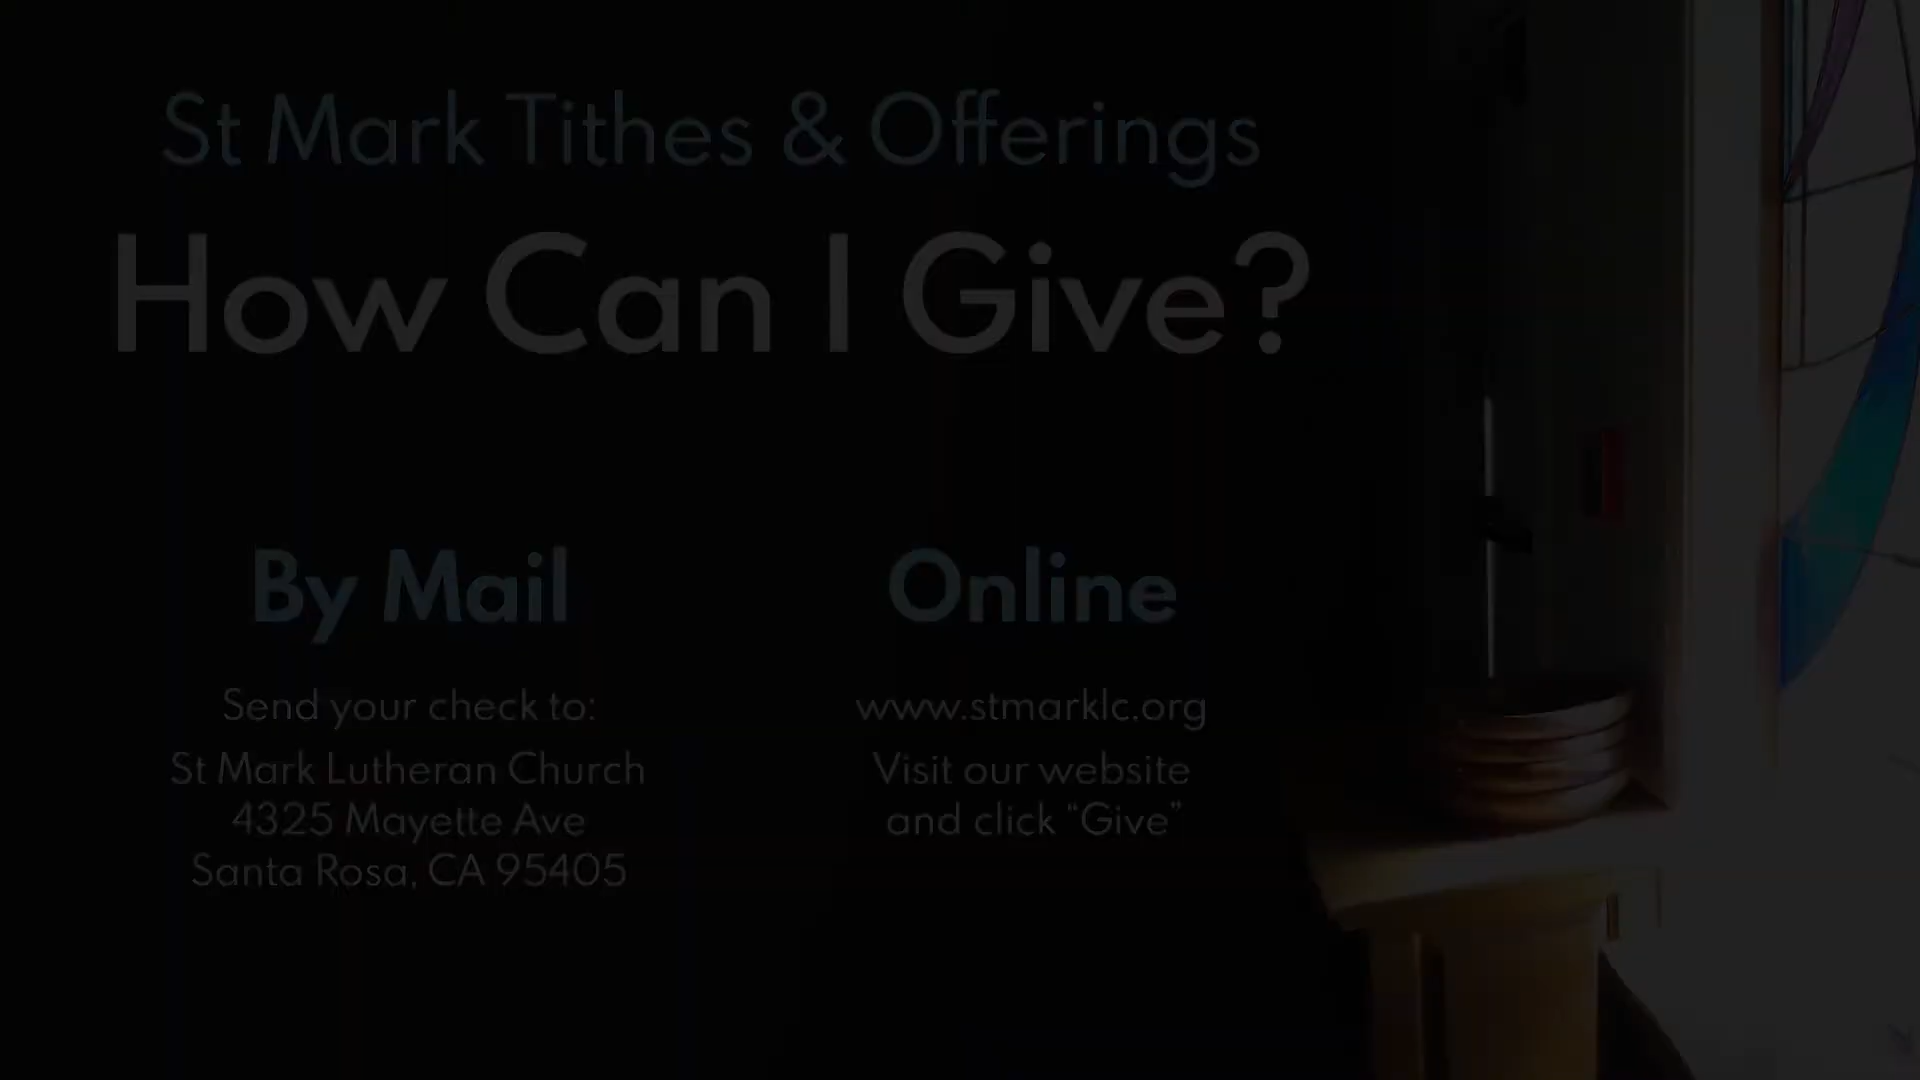 St Mark Tithes & Offerings
How Can I Give?
By Mail
Send your check to:
St Mark Lutheran Church
4325 Mayette Ave
Santa Rosa, CA 95405
Online
www.stmarklc.org
Visit our website
and click “Give”